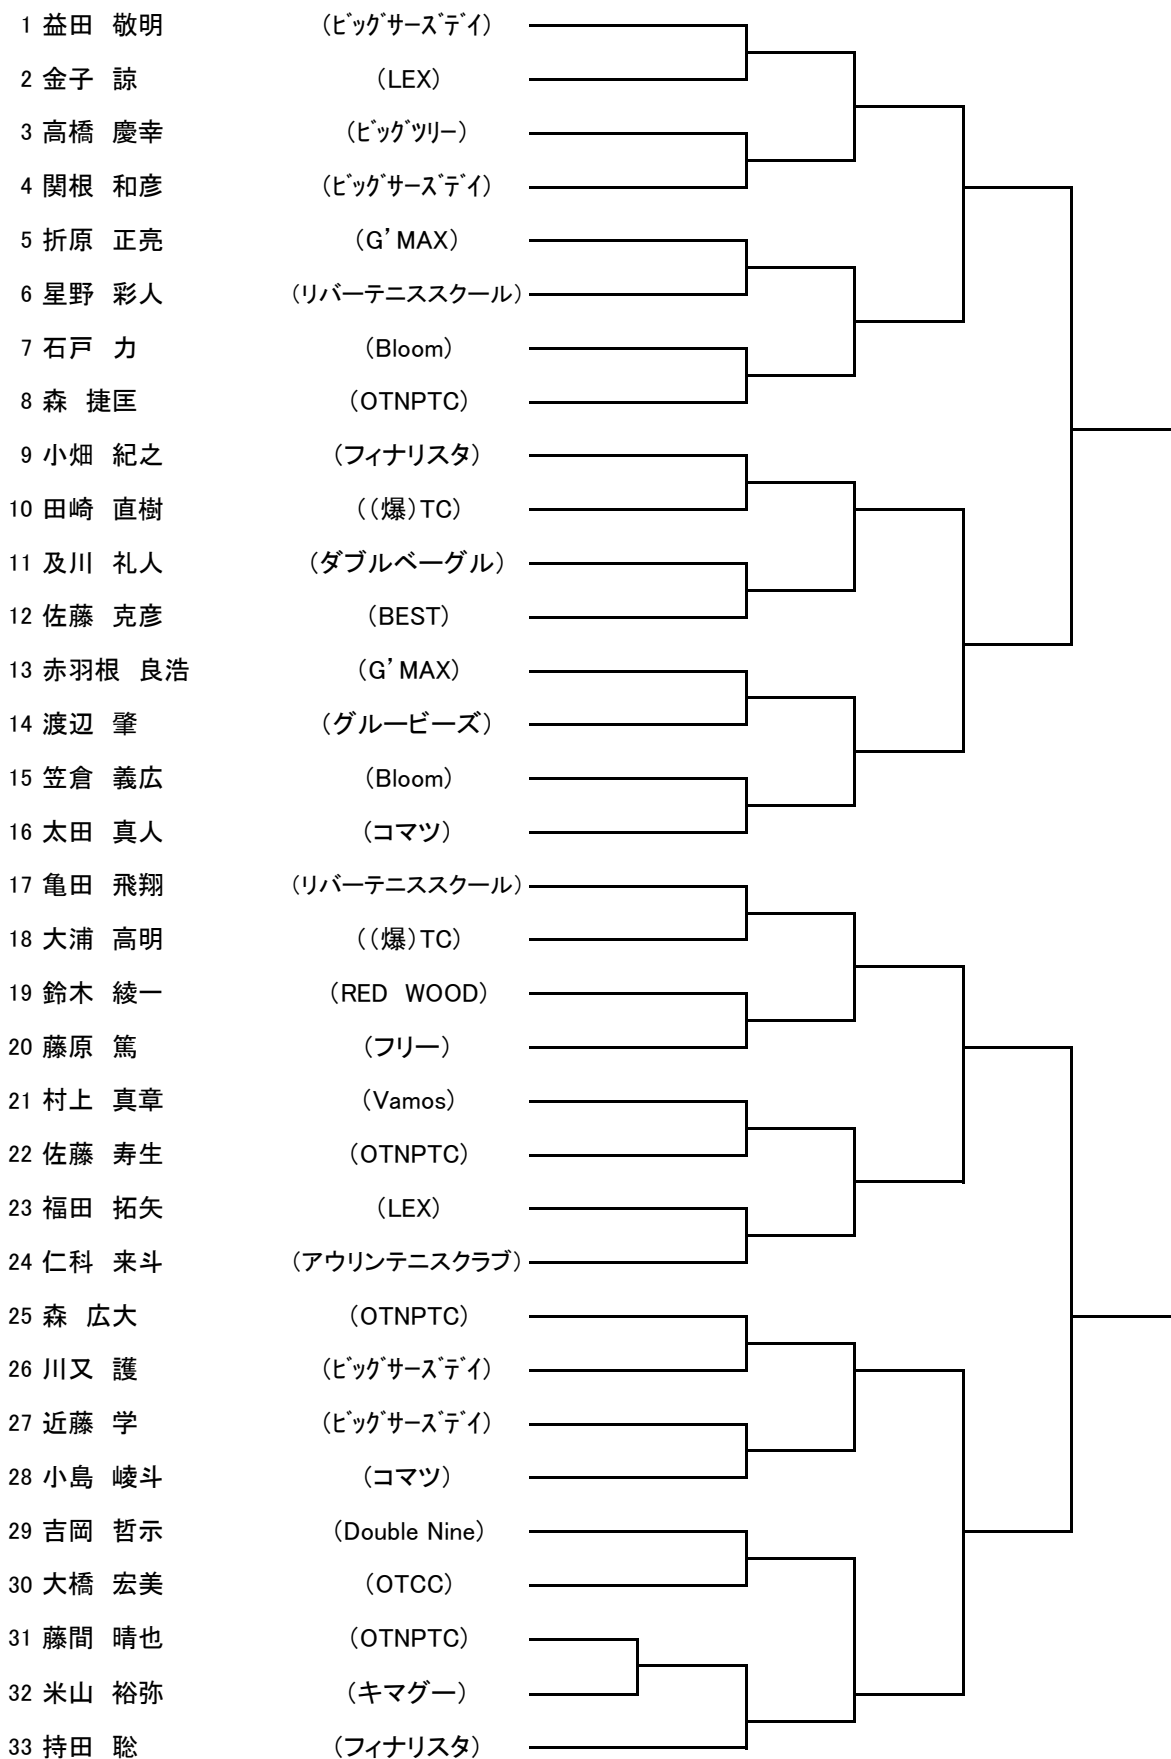 1 益田　敬明 (ﾋﾞｯｸﾞｻｰｽﾞﾃﾞｲ)
2 金子　諒 (LEX)
3 高橋　慶幸 (ﾋﾞｯｸﾞﾂﾘｰ)
4 関根　和彦 (ﾋﾞｯｸﾞｻｰｽﾞﾃﾞｲ)
5 折原　正亮 (G’MAX)
6 星野　彩人 (リバーテニススクール)
7 石戸　力 (Bloom)
8 森　捷匡 (OTNPTC)
9 小畑　紀之 (フィナリスタ)
10 田崎　直樹 ((爆)TC)
11 及川　礼人 (ダブルベーグル)
12 佐藤　克彦 (BEST)
13 赤羽根　良浩 (G’MAX)
14 渡辺　肇 (グルービーズ)
15 笠倉　義広 (Bloom)
16 太田　真人 (コマツ)
17 亀田　飛翔 (リバーテニススクール)
18 大浦　高明 ((爆)TC)
19 鈴木　綾一 (RED　WOOD)
20 藤原　篤 (フリー)
21 村上　真章 (Vamos)
22 佐藤　寿生 (OTNPTC)
23 福田　拓矢 (LEX)
24 仁科　来斗 (アウリンテニスクラブ)
25 森　広大 (OTNPTC)
26 川又　護 (ﾋﾞｯｸﾞｻｰｽﾞﾃﾞｲ)
27 近藤　学 (ﾋﾞｯｸﾞｻｰｽﾞﾃﾞｲ)
28 小島　崚斗 (コマツ)
29 吉岡　哲示 (Double Nine)
30 大橋　宏美 (OTCC)
31 藤間　晴也 (OTNPTC)
32 米山　裕弥 (キマグー)
33 持田　聡 (フィナリスタ)